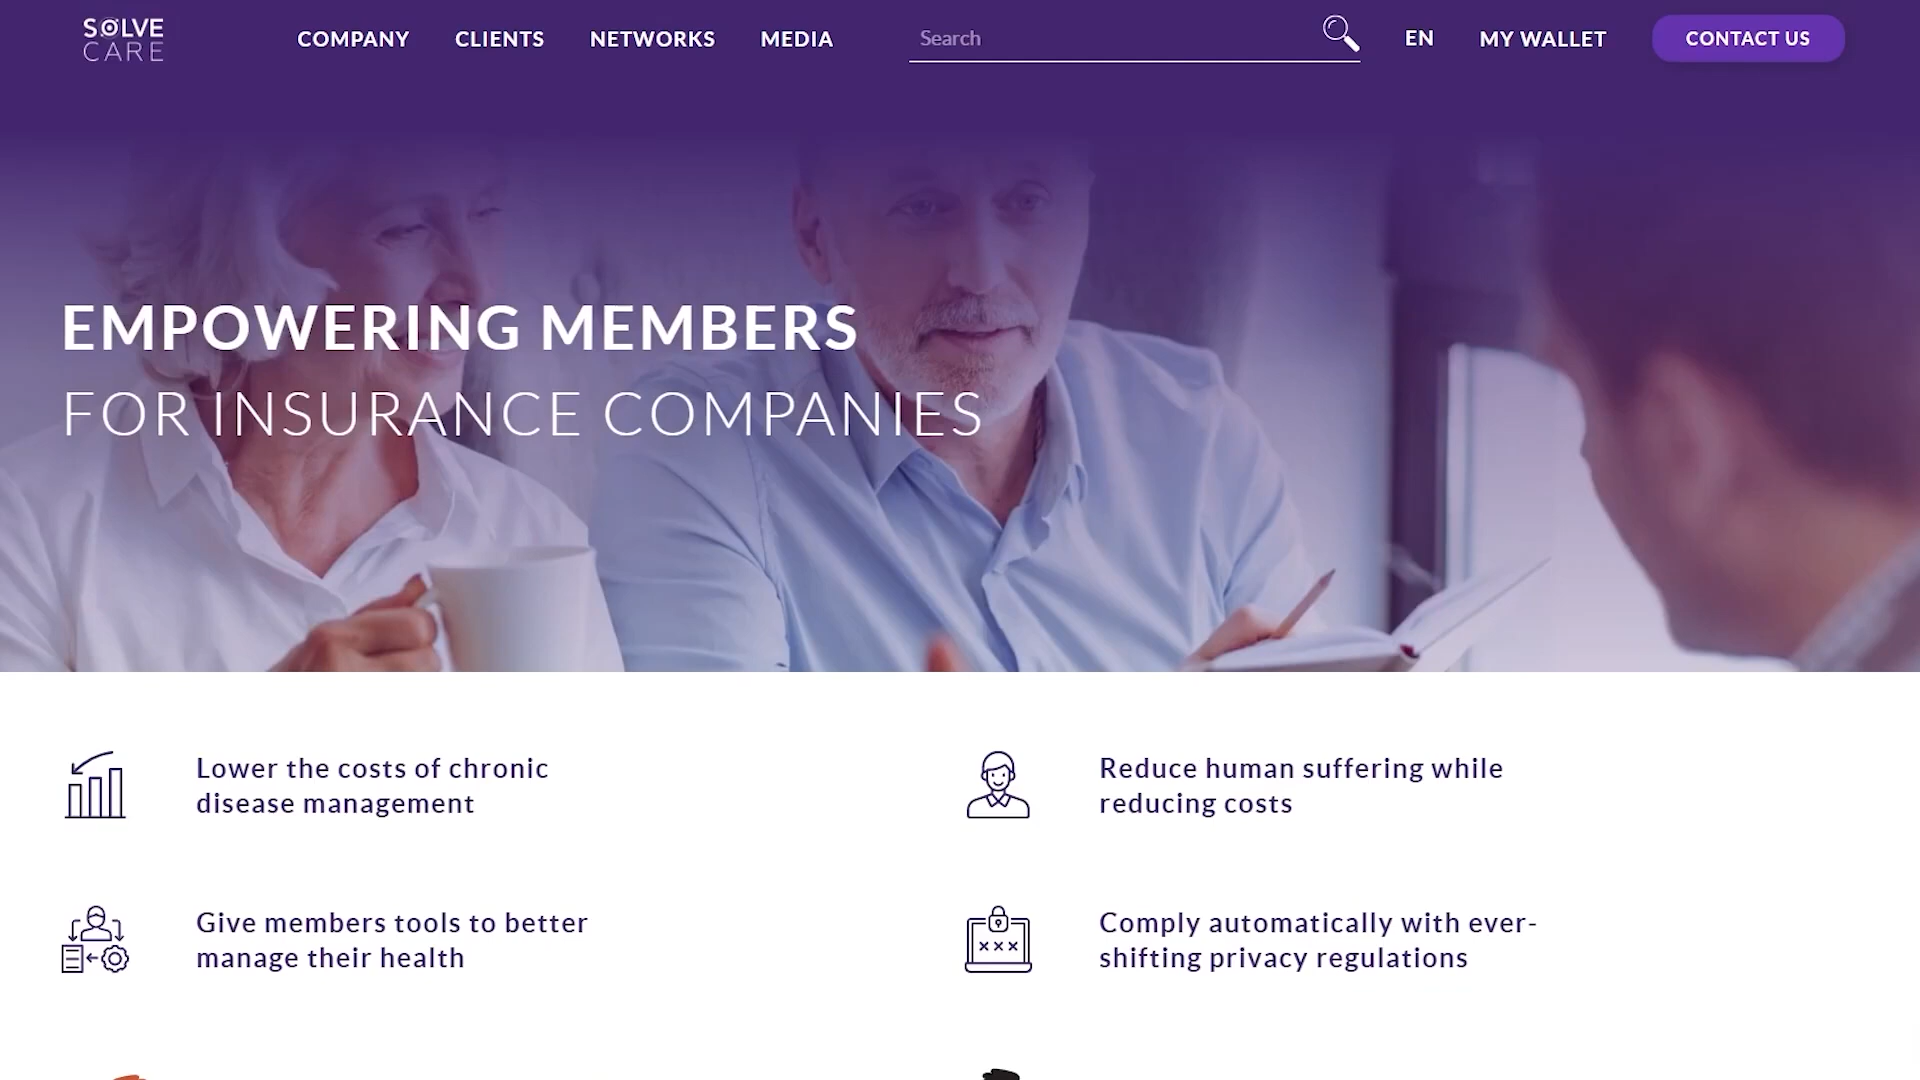 SOLVE
CARE
COMPANY
CLIENTS
NETWORKS
MEDIA
Search
EN
MY WALLET
CONTACT US
EMPOWERING MEMBERS
FOR INSURANCE COMPANIES
Lower the costs of chronic
disease management
Reduce human suffering while
reducing costs
Give members tools to better
manage their health
Comply automatically with ever-
shifting privacy regulations